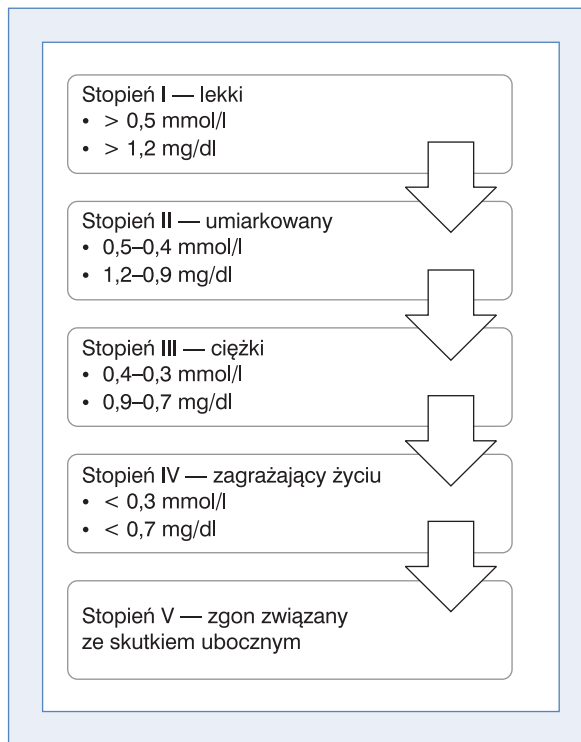 Stopień I — lekki
• > 0,5 mmol/l
• > 1,2 mg/dl
Stopień II — umiarkowany
• 0,5–0,4 mmol/l
• 1,2–0,9 mg/dl
Stopień III — ciężki
• 0,4–0,3 mmol/l
• 0,9–0,7 mg/dl
Stopień IV — zagrażający życiu
• < 0,3 mmol/l
• < 0,7 mg/dl
Stopień V — zgon związany
ze skutkiem ubocznym